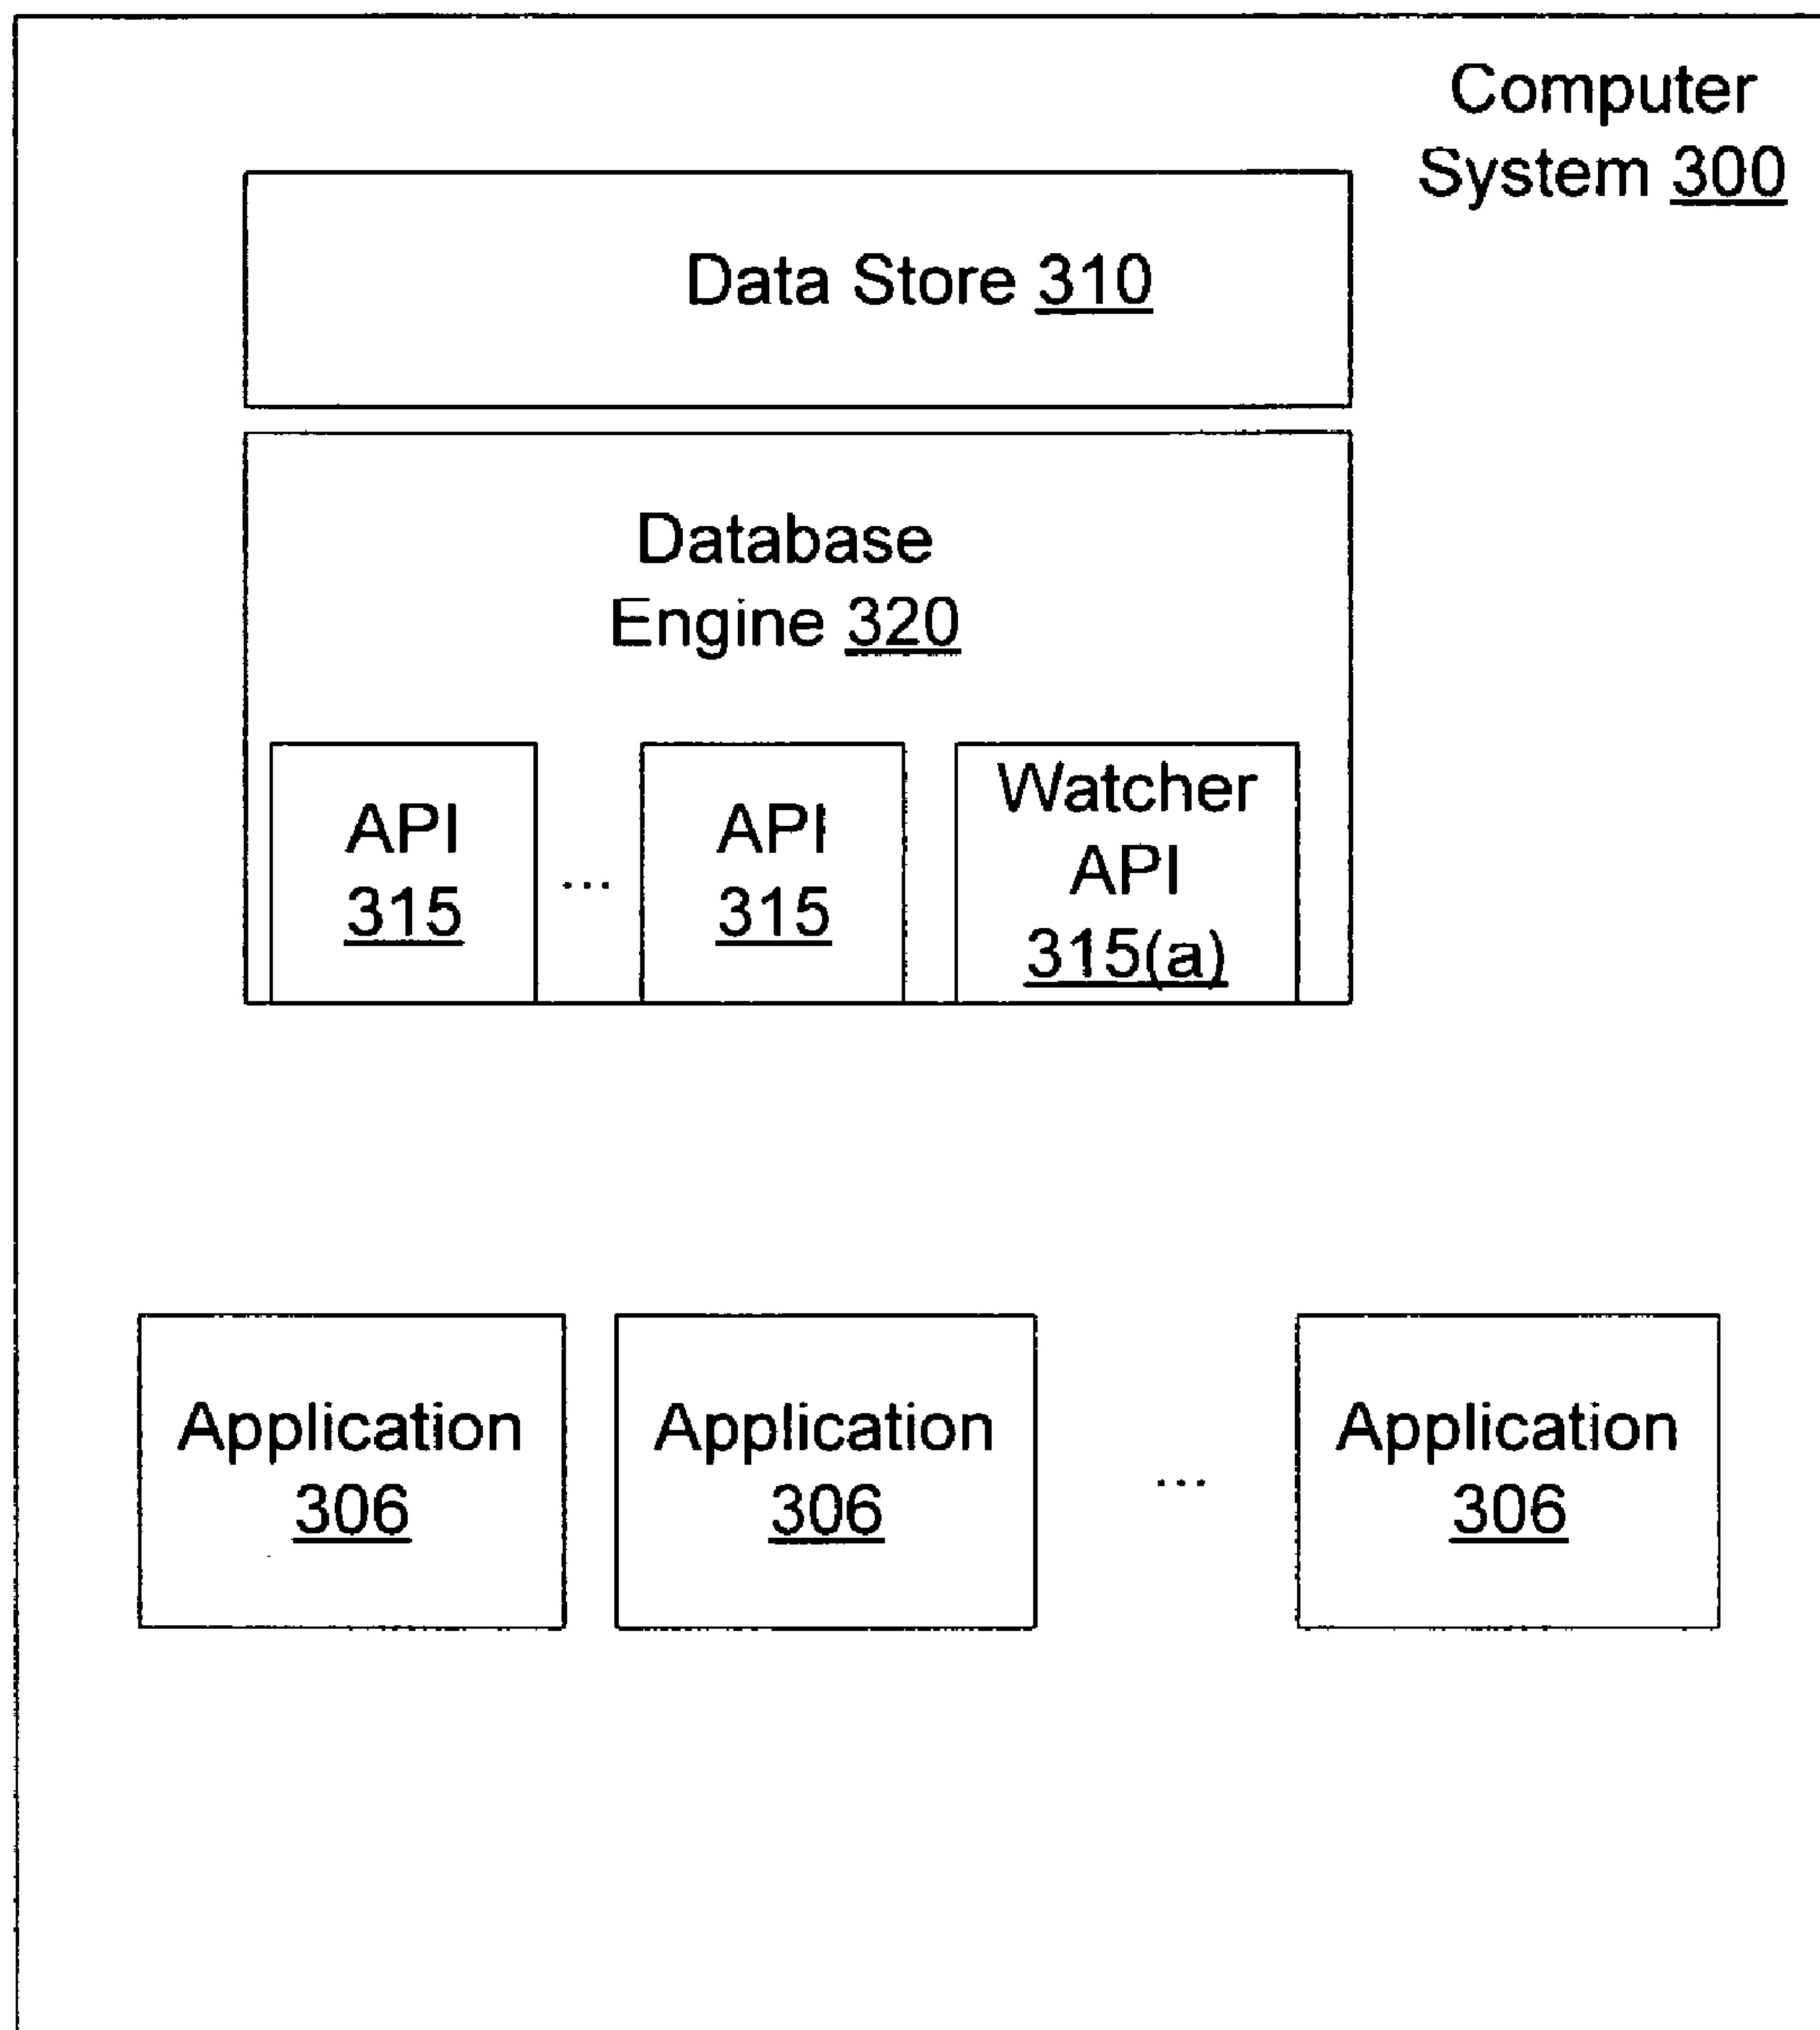 Computer
System 300
Data Store 310
Database
Engine 320
API
315
...
API
315
Watcher
API
315(a)
Application
306
Application
306
...
Application
306